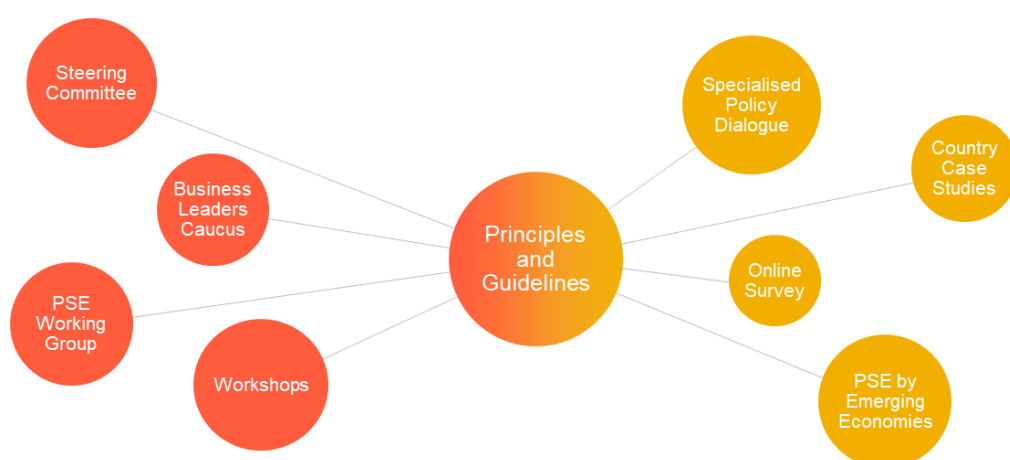 Steering
Committee
Business
Leaders
Caucus
PSE
Working
Group
Workshops
Principles
and
Guidelines
Specialised
Policy
Dialogue
Country
Case
Studies
Online
Survey
PSE by
Emerging
Economies